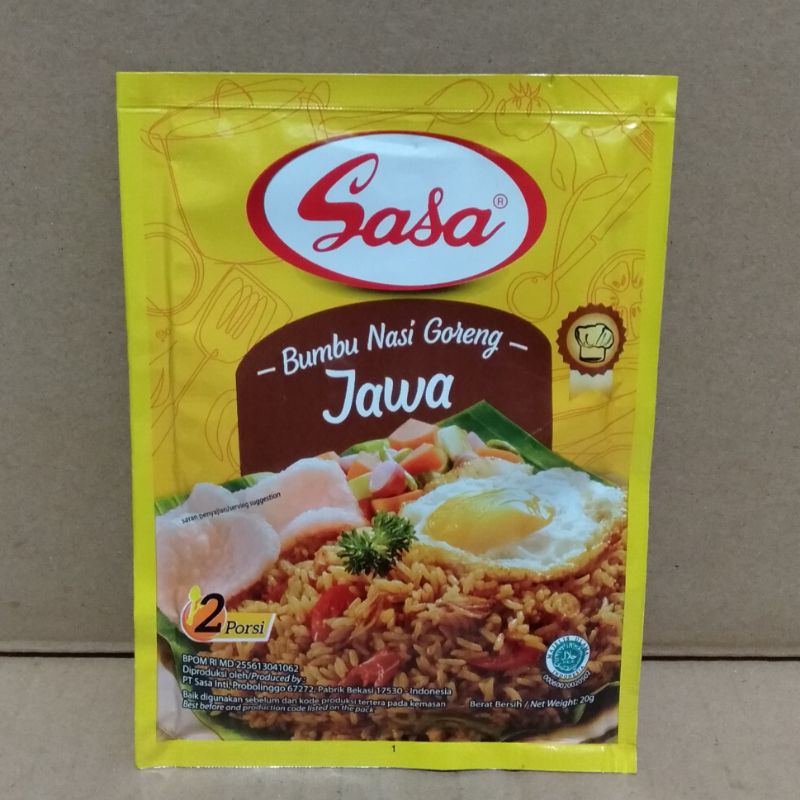 Sasa®
Bumbu Nasi Goreng
Jawa
saran penyajian/serving suggestion
2 Porsi
BPOM RI MD 255613041062
Diproduksi oleh/Produced by :
PT Sasa Inti, Probolinggo 67272, Pabrik Bekasi 17530 - Indonesia
Baik digunakan sebelum dan kode produksi tertera pada kemasan
Best before and production code listed on the pack
Berat Bersih / Net Weight: 20g
1